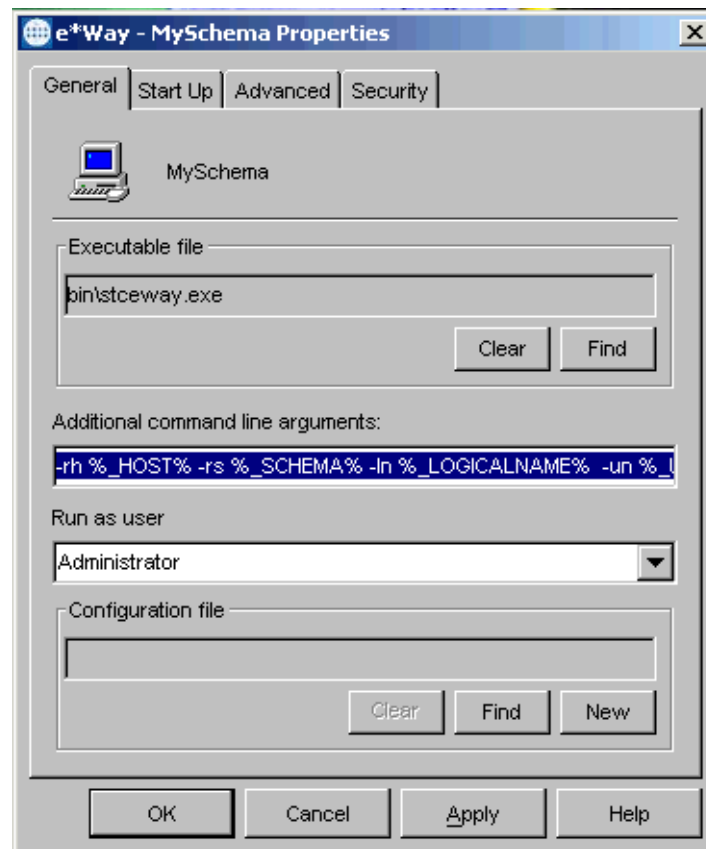 e*Way - MySchema Properties
General Start Up Advanced Security
MySchema
Executable file
bin\stceway.exe
Clear Find
Additional command line arguments:
-rh %_HOST% -rs %_SCHEMA% -ln %_LOGICALNAME% -un %_
Run as user
Administrator
Configuration file
Clear Find New
OK Cancel Apply Help